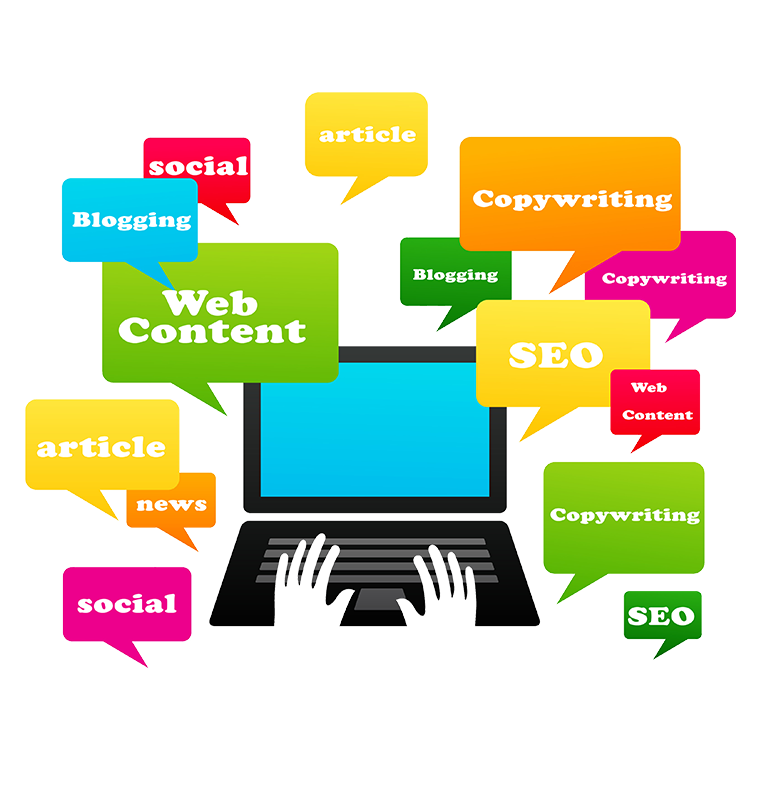 article
social
Copywriting
Blogging
Blogging
Copywriting
Web
Content
SEO
Web
Content
article
news
Copywriting
social
SEO